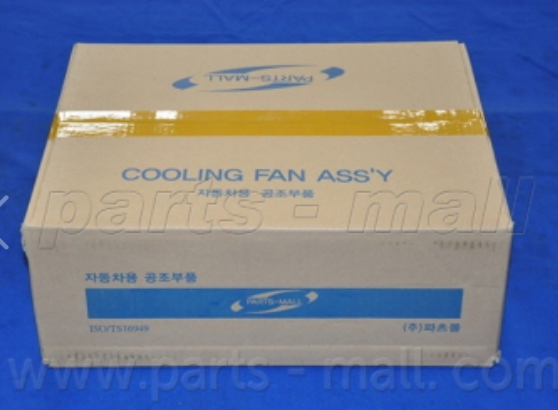 PARTS-MALL
COOLING FAN ASS'Y
자동차용 공조부품
parts - mall
자동차용 공조부품
PARTS-MALL
ISO/TS16949
(주)파츠몰
www.parts-mall.com